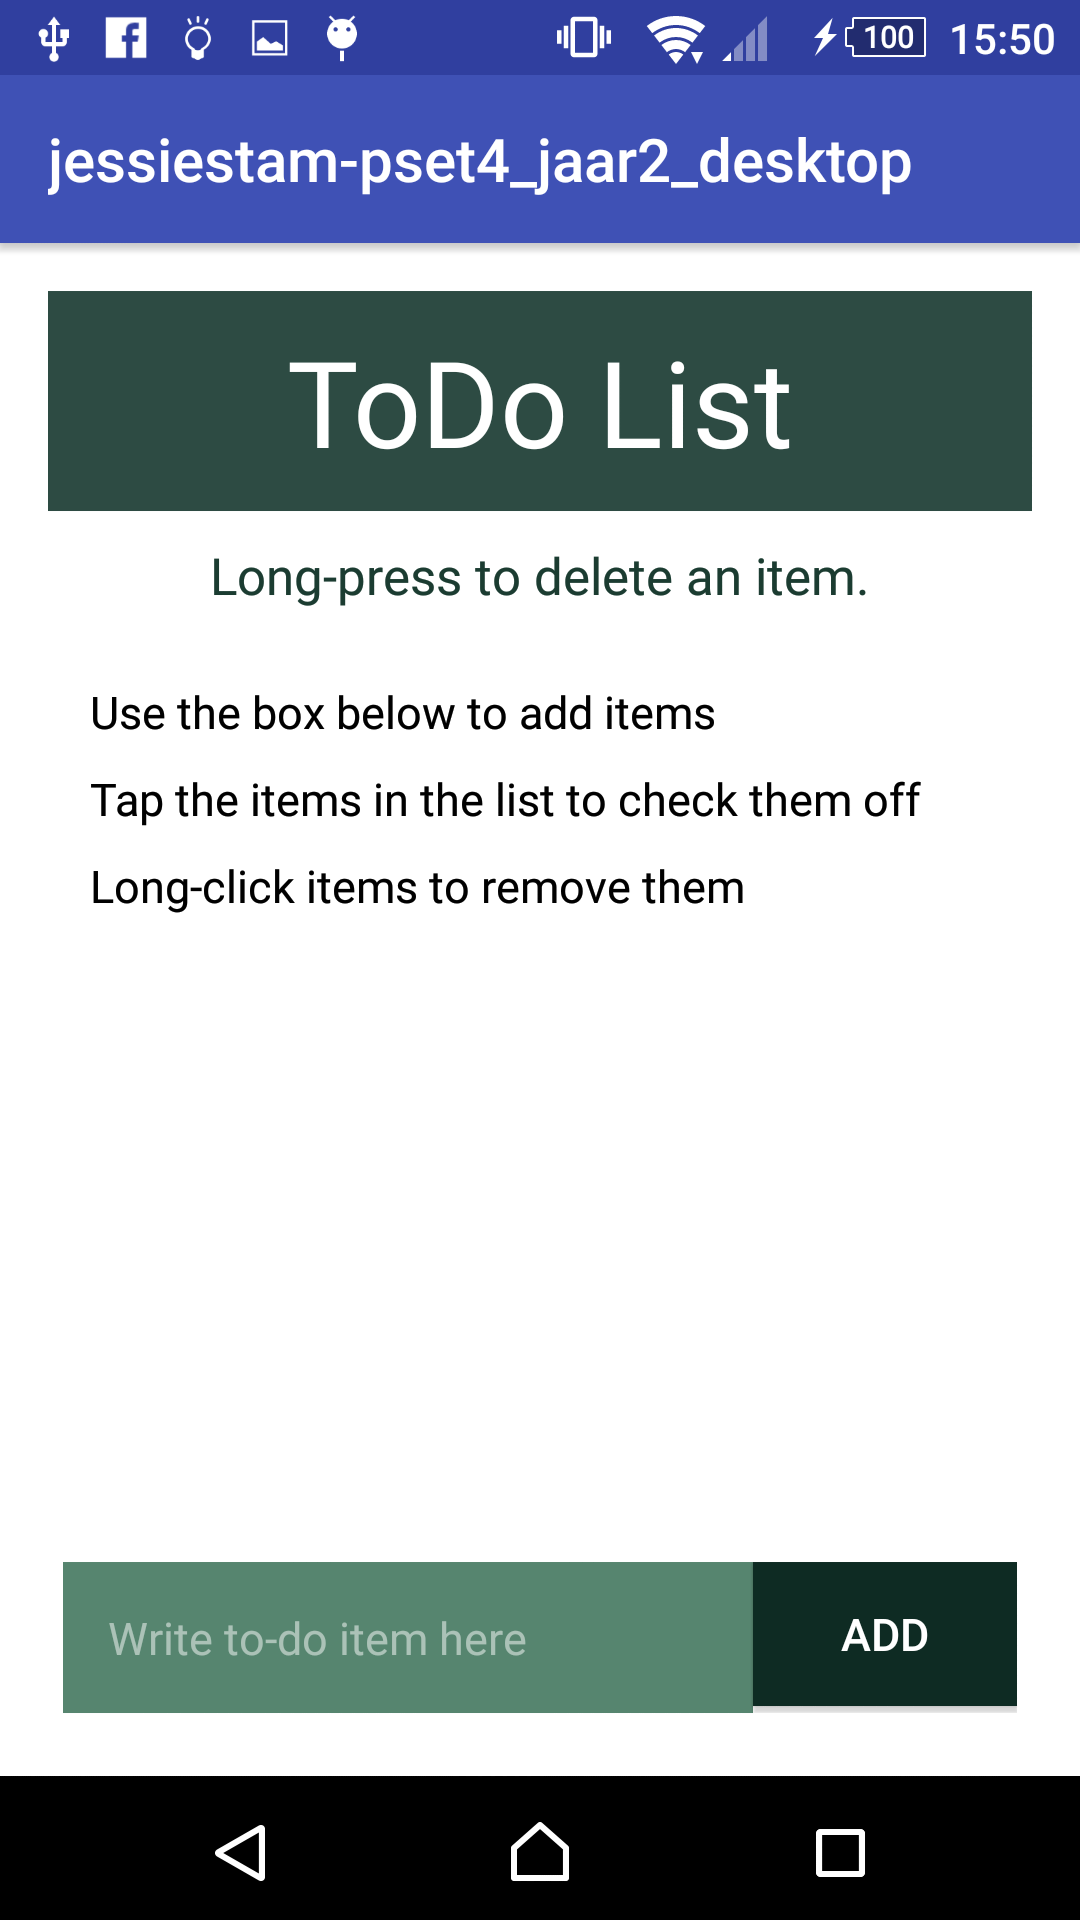 100 15:50
jessiestam-pset4_jaar2_desktop
ToDo List
Long-press to delete an item.
Use the box below to add items
Tap the items in the list to check them off
Long-click items to remove them
Write to-do item here ADD